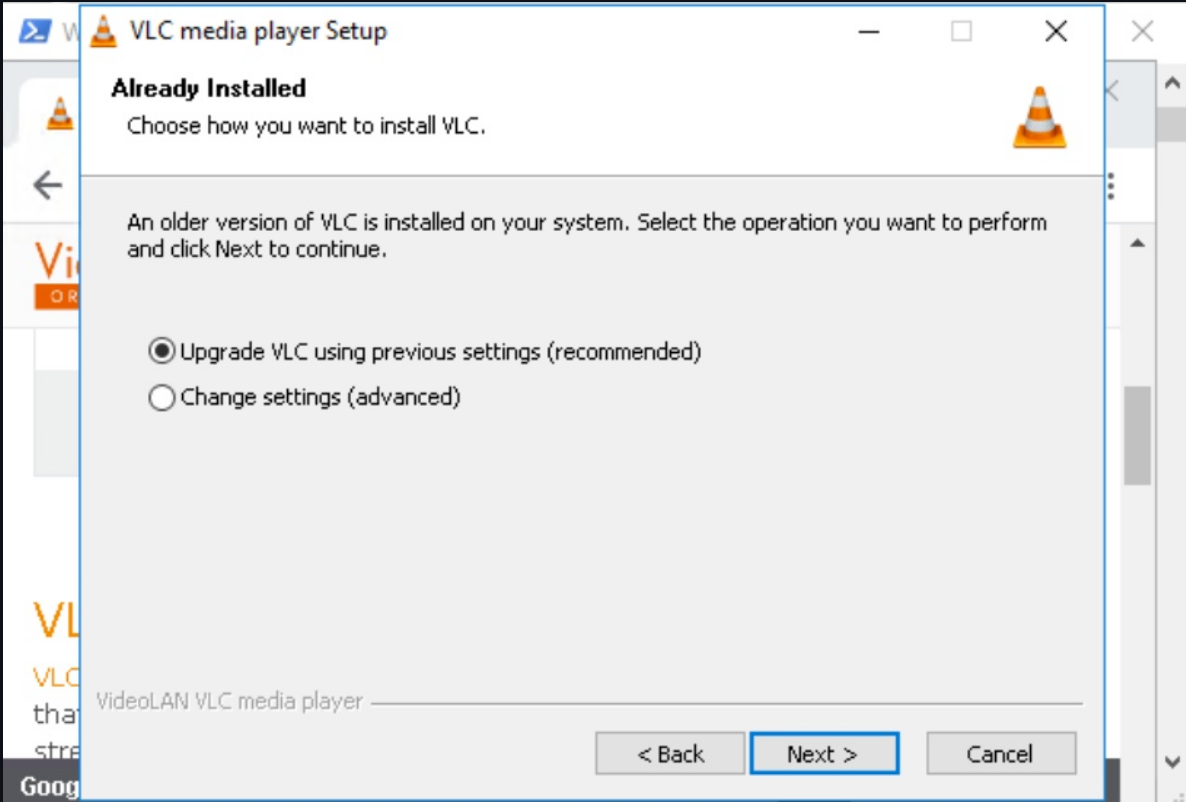 W
VLC media player Setup
Already Installed
Choose how you want to install VLC.
An older version of VLC is installed on your system. Select the operation you want to perform
and click Next to continue.
Upgrade VLC using previous settings (recommended)
Change settings (advanced)
VideoLAN VLC media player
< Back
Next >
Cancel
Vi
OR
VL
VLC
tha
stre
Goog